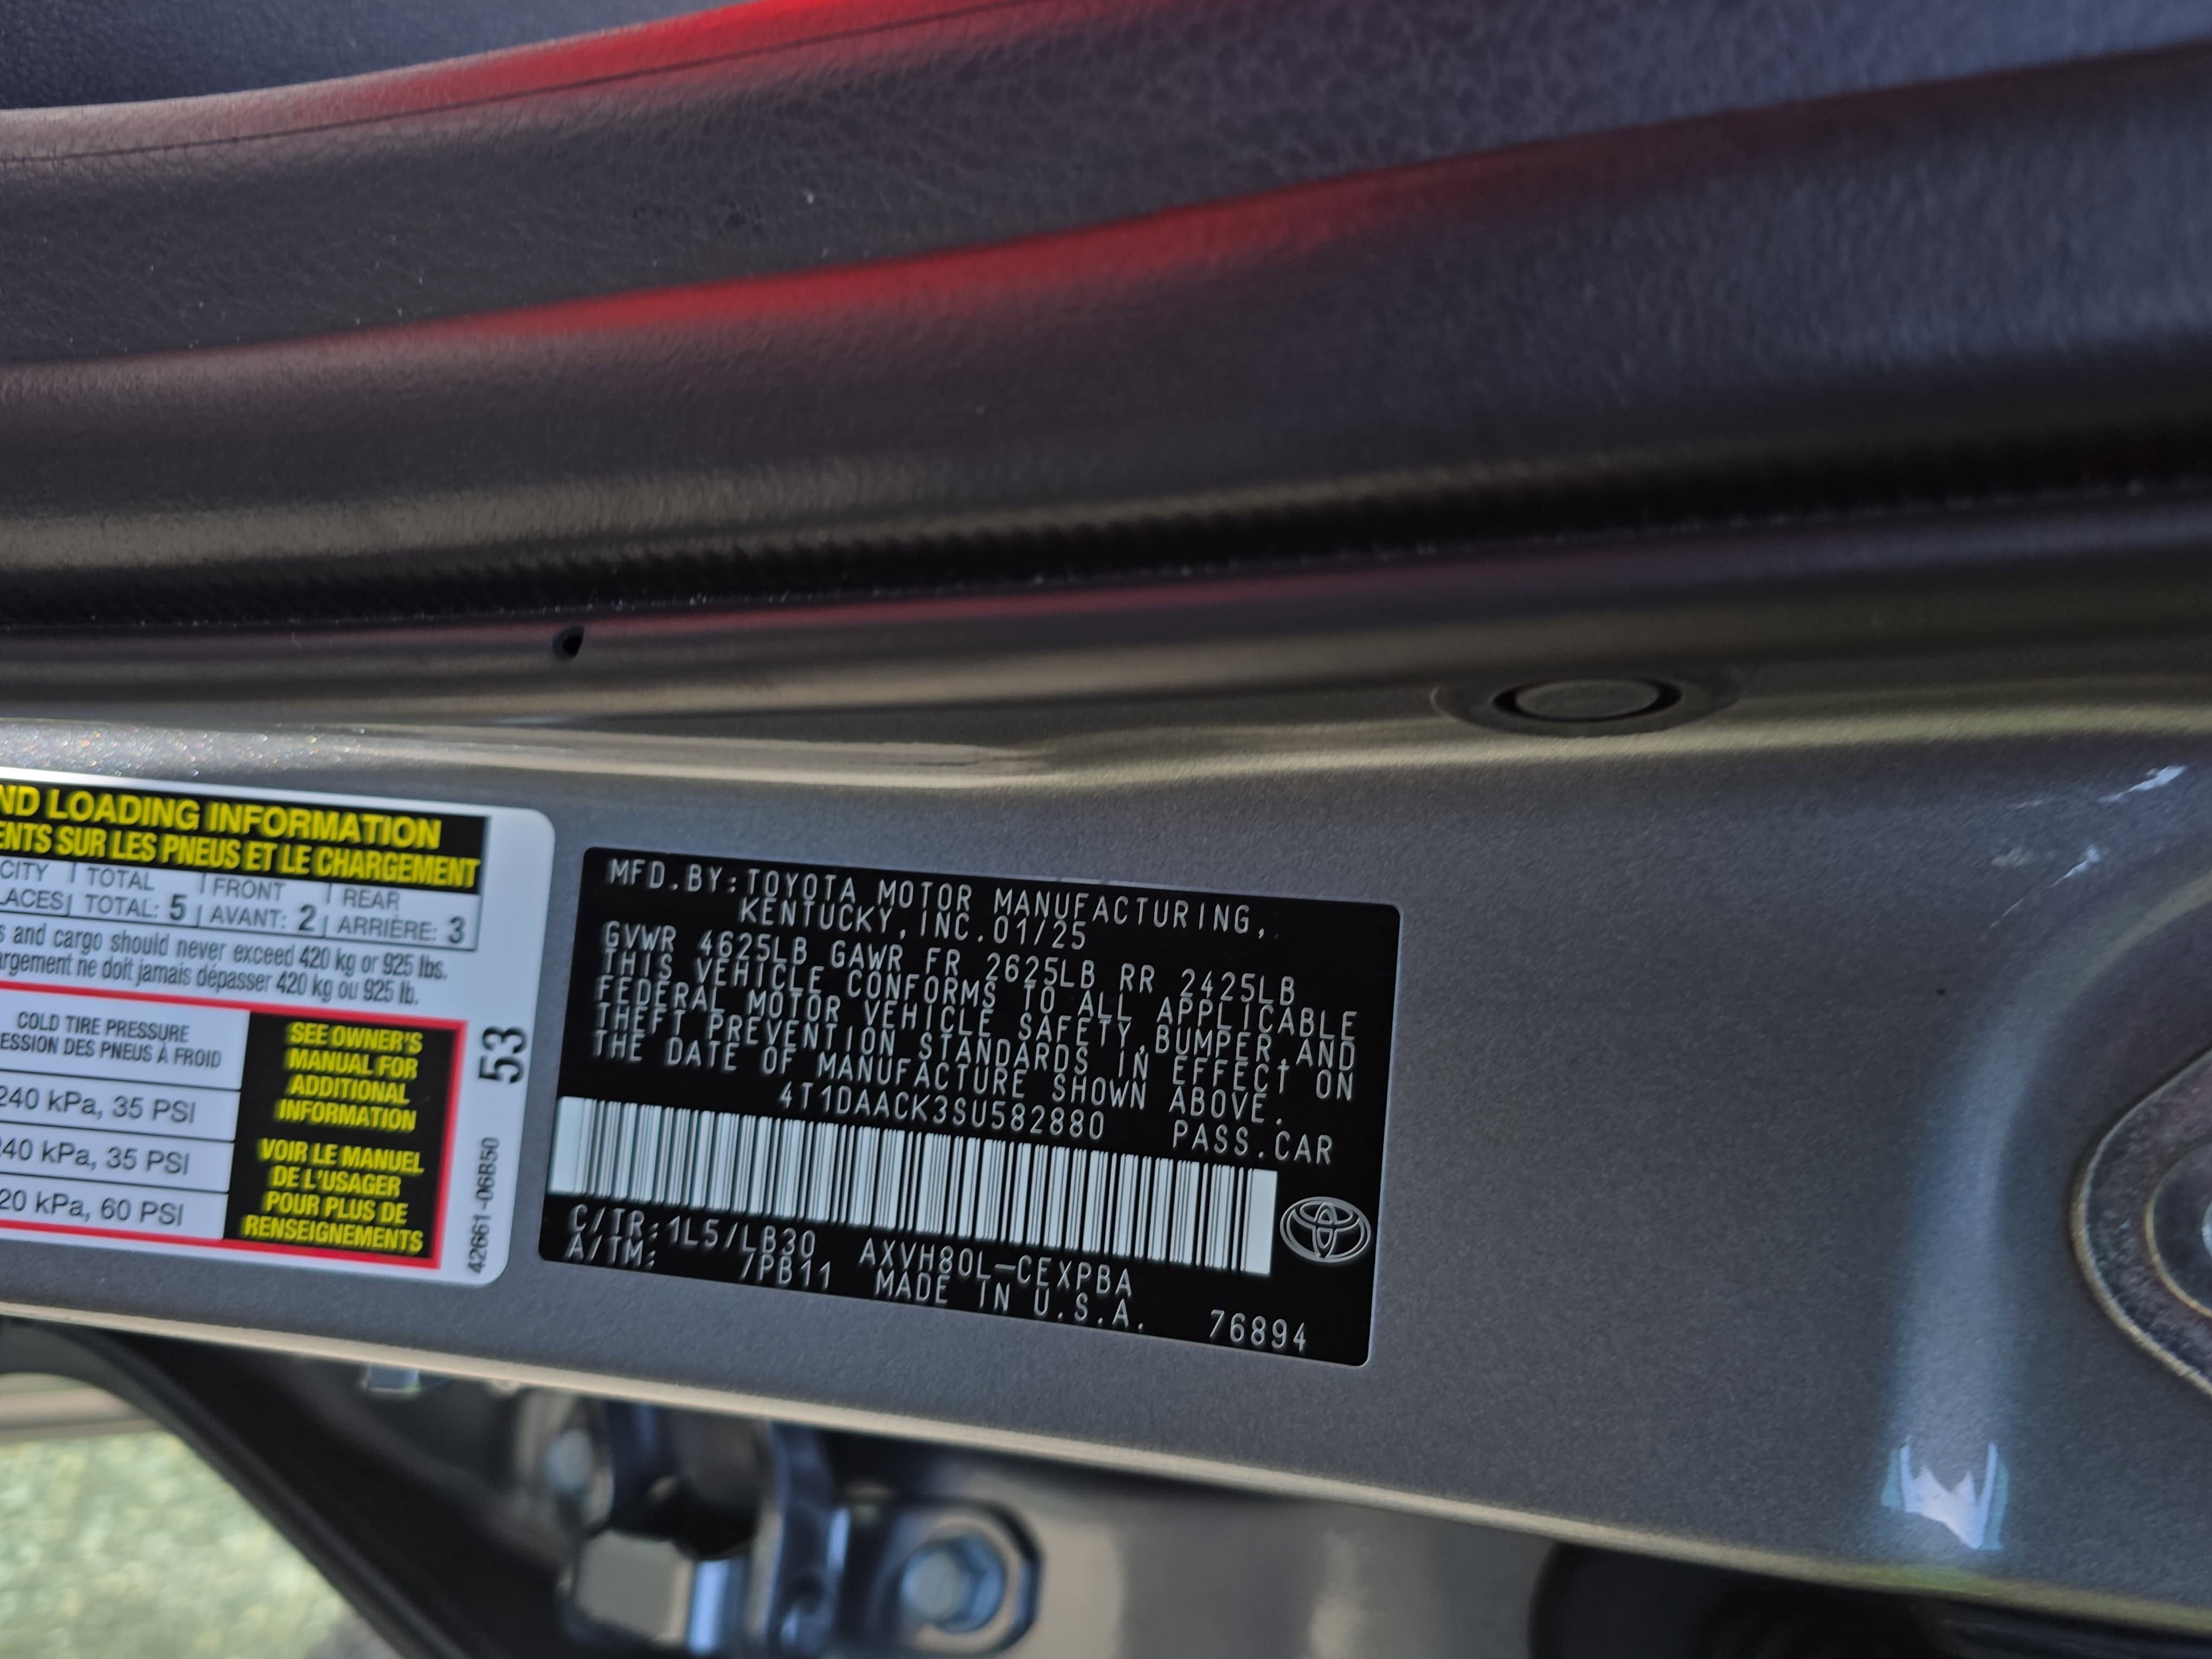 ND LOADING INFORMATION
ENTS SUR LES PNEUS ET LE CHARGEMENT
CITY | TOTAL | FRONT | REAR
LACES| TOTAL: 5 | AVANT: 2 | ARRIÈRE: 3
s and cargo should never exceed 420 kg or 925 lbs.
rgement ne doit jamais dépasser 420 kg ou 925 lb.
COLD TIRE PRESSURE
ESSION DES PNEUS À FROID
240 kPa, 35 PSI
240 kPa, 35 PSI
20 kPa, 60 PSI
SEE OWNER'S
MANUAL FOR
ADDITIONAL
INFORMATION
VOIR LE MANUEL
DE L'USAGER
POUR PLUS DE
RENSEIGNEMENTS
53
42661-06B50
MFD.BY:TOYOTA MOTOR MANUFACTURING,
KENTUCKY,INC.01/25
GVWR 4625LB GAWR FR 2625LB RR 2425LB
THIS VEHICLE CONFORMS TO ALL APPLICABLE
FEDERAL MOTOR VEHICLE SAFETY,BUMPER,AND
THEFT PREVENTION STANDARDS IN EFFECT ON
THE DATE OF MANUFACTURE SHOWN ABOVE.
4T1DAACK3SU582880 PASS.CAR
C/TR:1L5/LB30 AXVH80L-CEXPBA
A/TM: 7PB11 MADE IN U.S.A. 76894